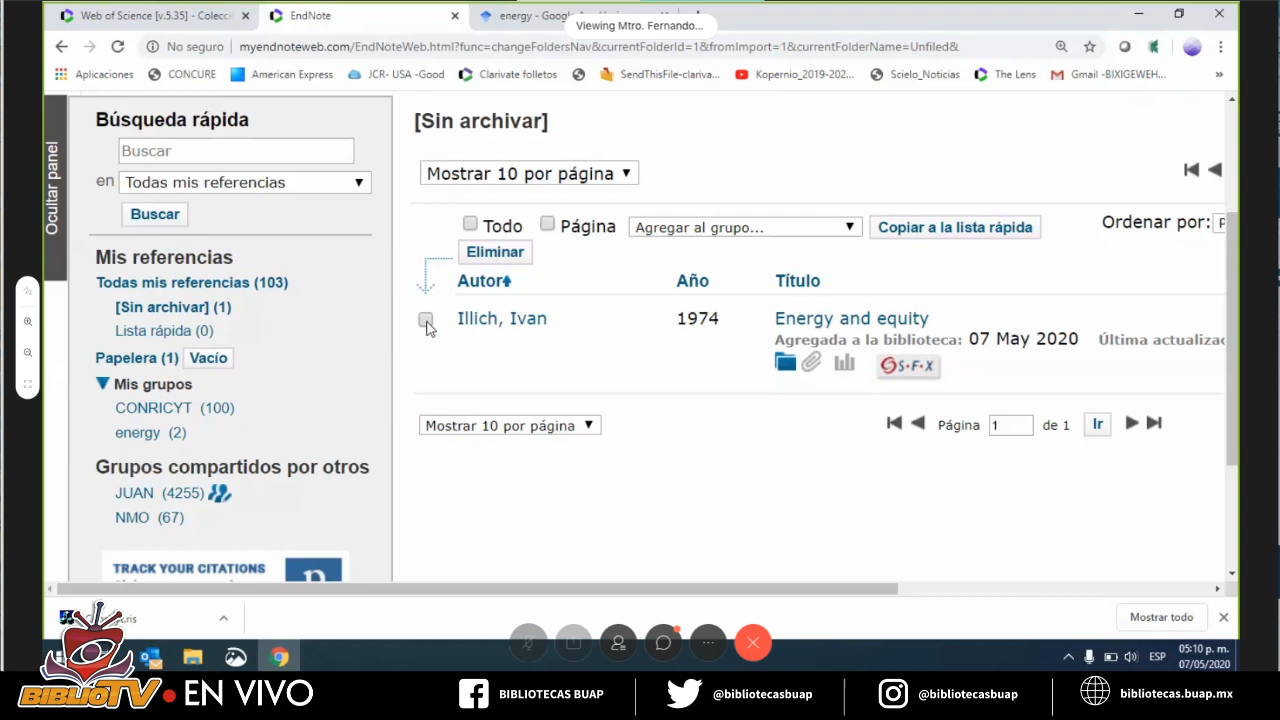 Web of Science [v.5.35] - Colecci
EndNote
energy - Goo
Viewing Mtro. Fernando...
No seguro
myendnoteweb.com/EndNoteWeb.html?func=changeFoldersNav&currentFolderId=1&fromImport=1&currentFolderName=Unfiled&
Aplicaciones
CONCURE
American Express
JCR- USA -Good
Clarivate folletos
SendThisFile-clariva...
Kopernio_2019-202...
Scielo_Noticias
The Lens
Gmail -BIXIGEWEH...
»
Ocultar panel
Búsqueda rápida
Buscar
en
Todas mis referencias
Buscar
Mis referencias
Todas mis referencias (103)
[Sin archivar] (1)
Lista rápida (0)
Papelera (1)
Vacío
Mis grupos
CONRICYT (100)
energy (2)
Grupos compartidos por otros
JUAN (4255)
NMO (67)
TRACK YOUR CITATIONS
[Sin archivar]
Mostrar 10 por página
Todo
Página
Agregar al grupo...
Copiar a la lista rápida
Ordenar por:
Eliminar
Autor
Año
Título
Illich, Ivan
1974
Energy and equity
Agregada a la biblioteca: 07 May 2020
Última actualizac
S·F·X
Mostrar 10 por página
Página
1
de 1
Ir
Mostrar todo
ESP
05:10 p. m.
07/05/2020
BIBLIOTV
EN VIVO
BIBLIOTECAS BUAP
@bibliotecasbuap
@bibliotecasbuap
bibliotecas.buap.mx